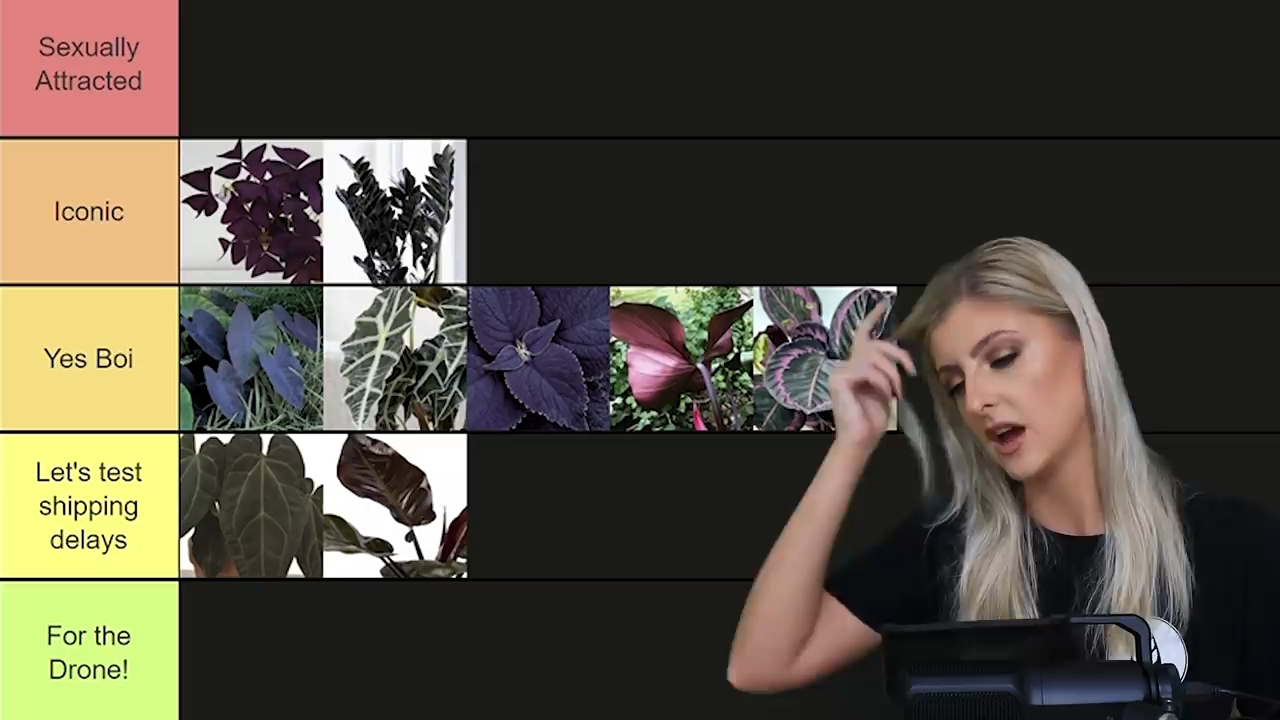 Sexually
Attracted
Iconic
Yes Boi
Let's test
shipping
delays
For the
Drone!